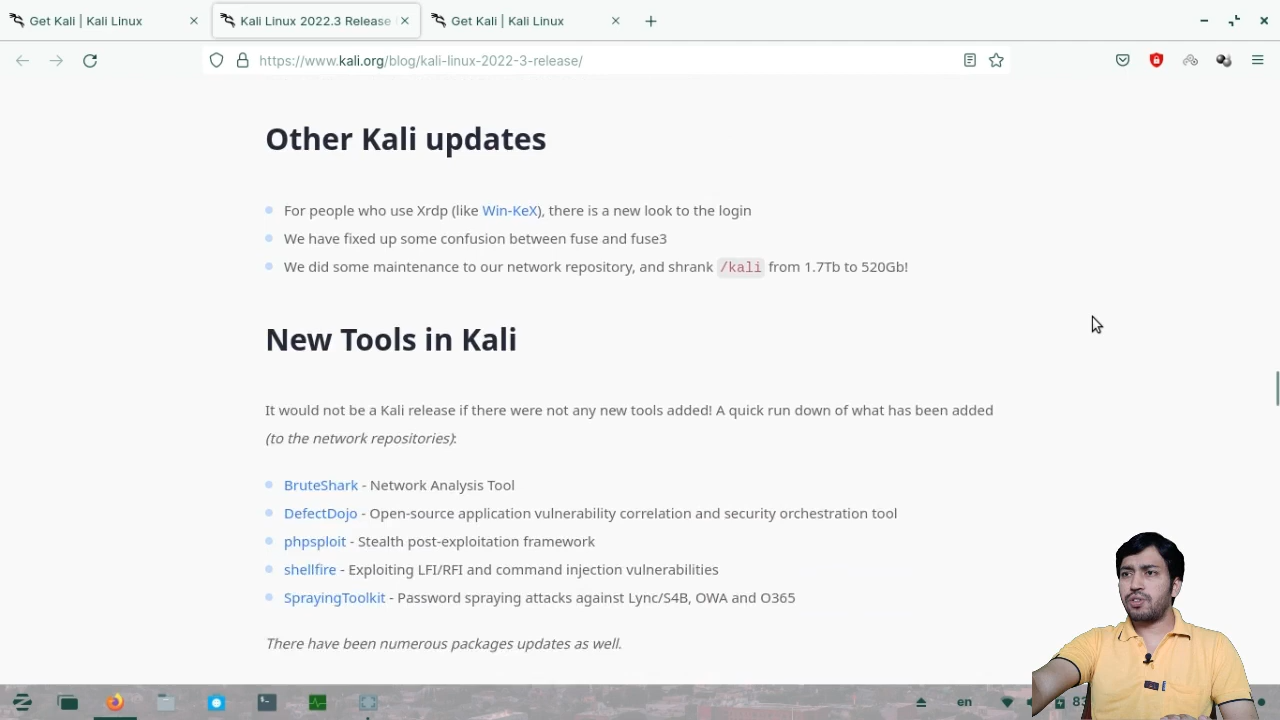 Get Kali | Kali Linux
Kali Linux 2022.3 Release
Get Kali | Kali Linux
https://www.kali.org/blog/kali-linux-2022-3-release/
Other Kali updates
For people who use Xrdp (like Win-KeX), there is a new look to the login
We have fixed up some confusion between fuse and fuse3
We did some maintenance to our network repository, and shrank /kali from 1.7Tb to 520Gb!
New Tools in Kali
It would not be a Kali release if there were not any new tools added! A quick run down of what has been added
(to the network repositories):
BruteShark - Network Analysis Tool
DefectDojo - Open-source application vulnerability correlation and security orchestration tool
phpsploit - Stealth post-exploitation framework
shellfire - Exploiting LFI/RFI and command injection vulnerabilities
SprayingToolkit - Password spraying attacks against Lync/S4B, OWA and O365
There have been numerous packages updates as well.
en